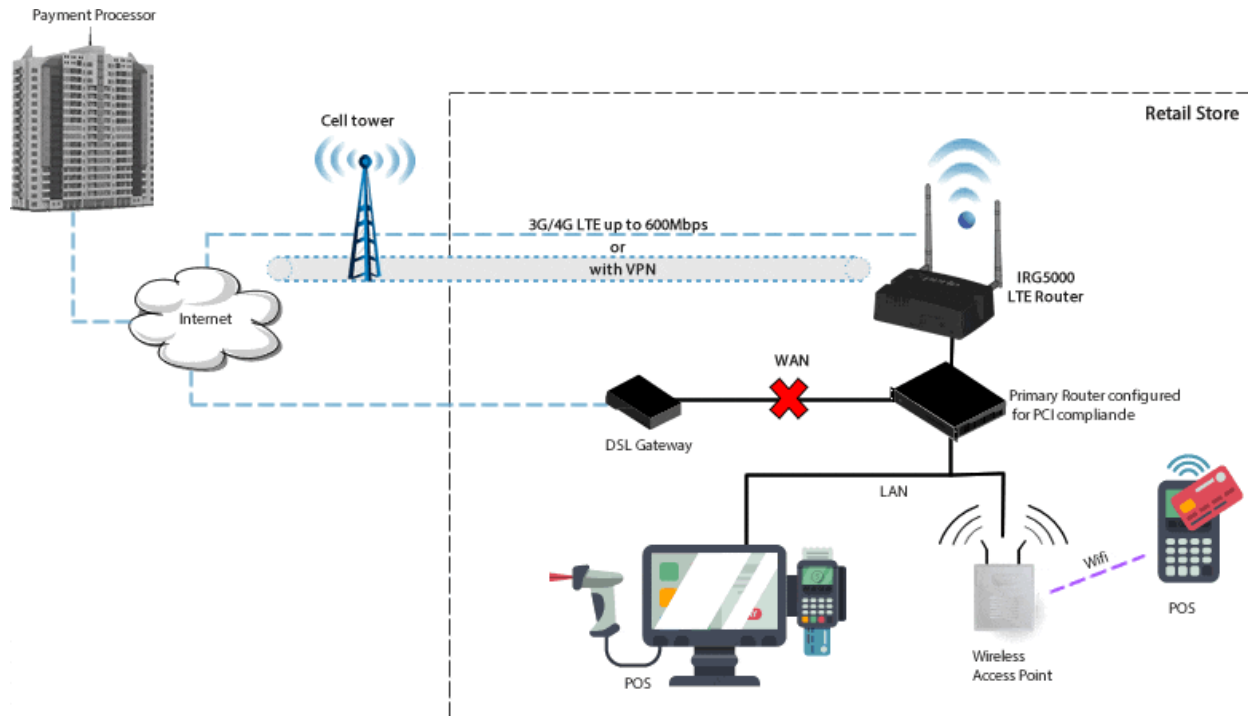 Payment Processor
Retail Store
Cell tower
3G/4G LTE up to 600Mbps
or
with VPN
IRG5000
LTE Router
Internet
WAN
Primary Router configured
for PCI compliande
DSL Gateway
LAN
Wifi
POS
Wireless
Access Point
POS